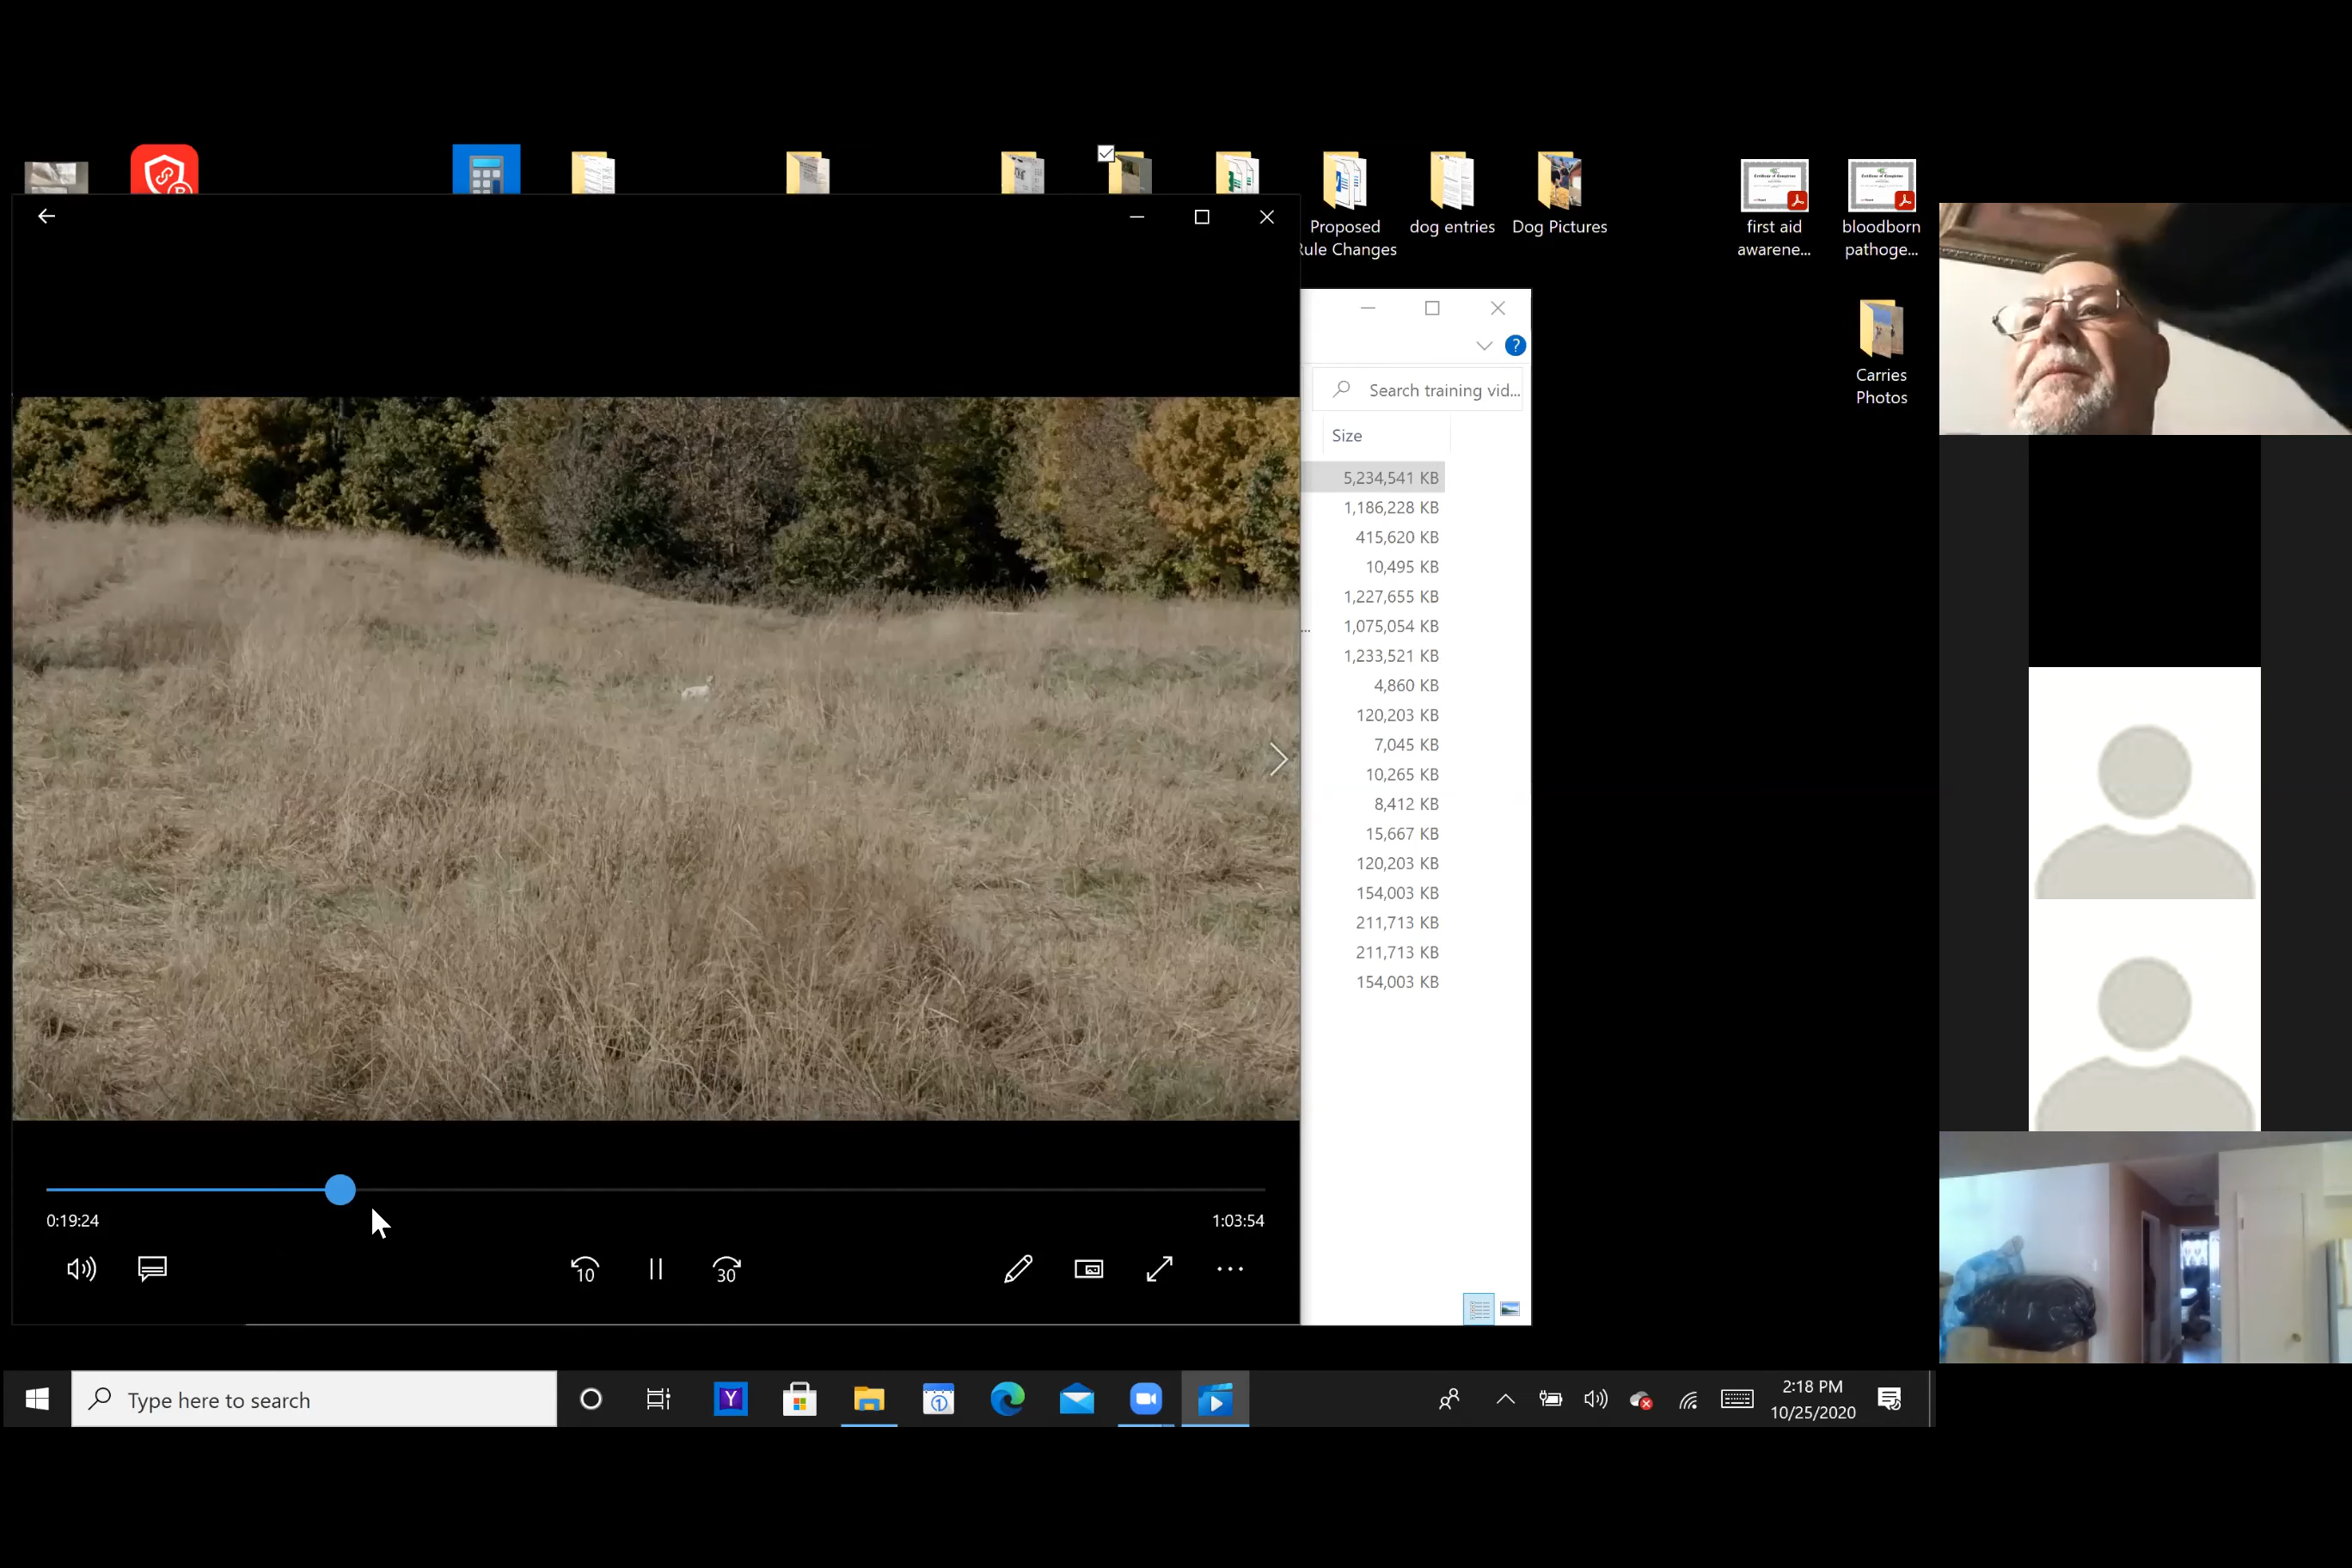 Proposed
Rule Changes
dog entries
Dog Pictures
first aid
awarene...
bloodborn
pathoge...
Carries
Photos
?
Search training vid...
Size
5,234,541 KB
1,186,228 KB
415,620 KB
10,495 KB
1,227,655 KB
... 1,075,054 KB
1,233,521 KB
4,860 KB
120,203 KB
7,045 KB
10,265 KB
8,412 KB
15,667 KB
120,203 KB
154,003 KB
211,713 KB
211,713 KB
154,003 KB
0:19:24
1:03:54
10
30
Type here to search
Y
2:18 PM
10/25/2020